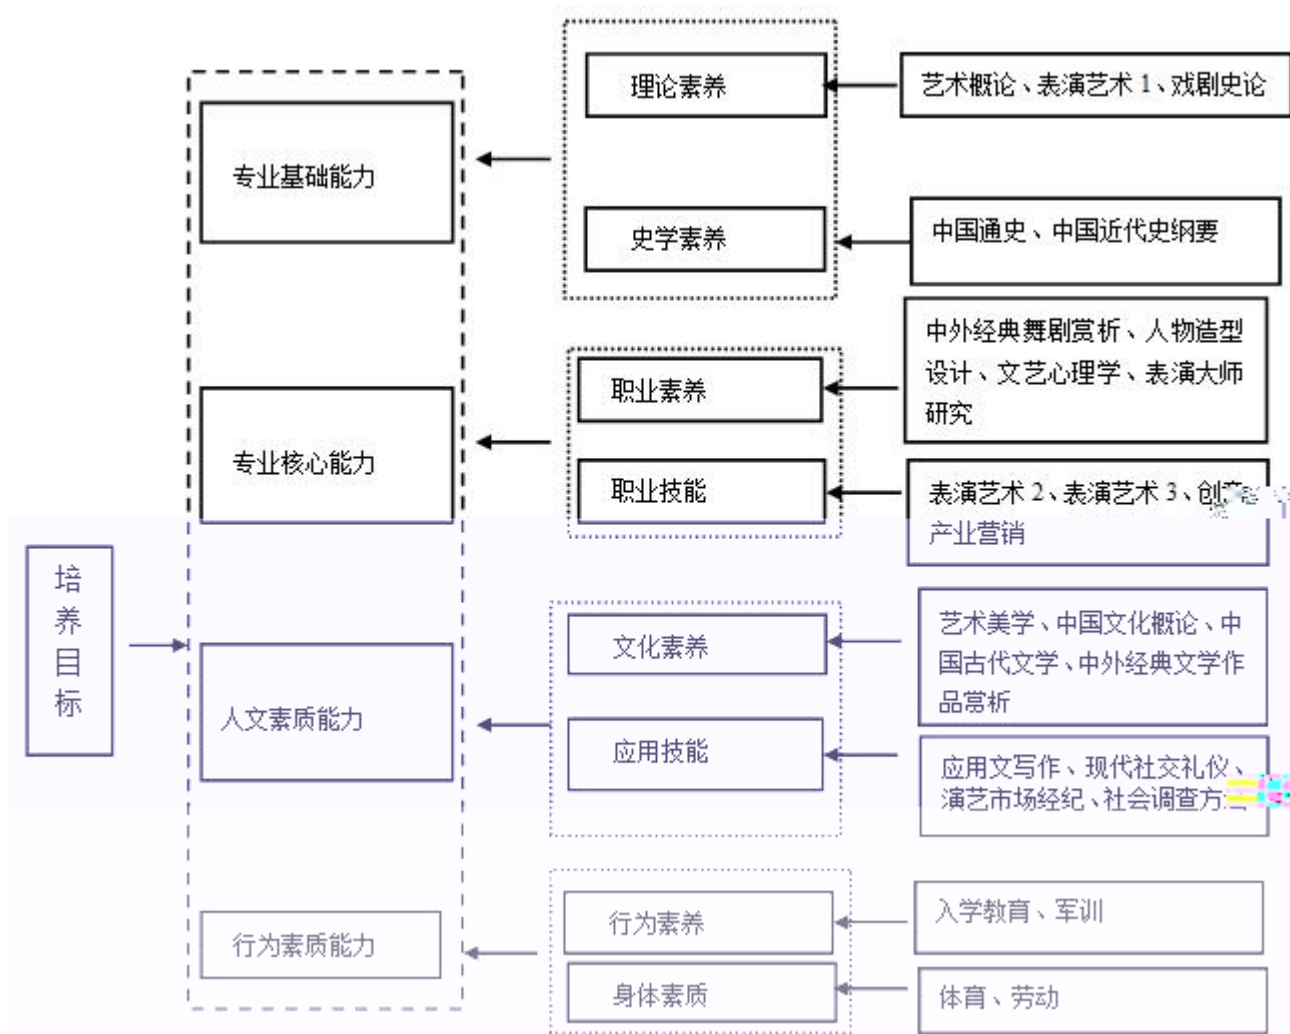 专业基础能力
理论素养
艺术概论、表演艺术 1、戏剧史论
史学素养
中国通史、中国近代史纲要
专业核心能力
职业素养
中外经典舞剧赏析、人物造型
设计、文艺心理学、表演大师
研究
职业技能
表演艺术 2、表演艺术 3、创意
产业营销
培
养
目
标
人文素质能力
文化素养
艺术美学、中国文化概论、中
国古代文学、中外经典文学作
品赏析
应用技能
应用文写作、现代社交礼仪、
演艺市场经纪、社会调查方
行为素质能力
行为素养
入学教育、军训
身体素质
体育、劳动